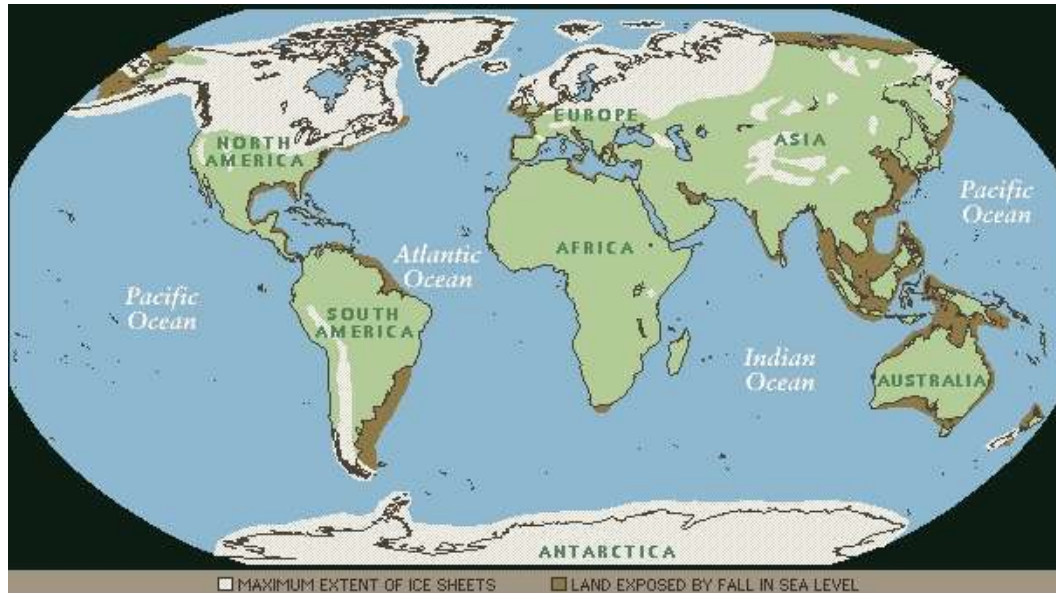 EUROPE
NORTH
AMERICA
ASIA
Pacific
Ocean
Atlantic
Ocean
AFRICA
Pacific
Ocean
SOUTH
AMERICA
Indian
Ocean
AUSTRALIA
ANTARCTICA
MAXIMUM EXTENT OF ICE SHEETS
LAND EXPOSED BY FALL IN SEA LEVEL